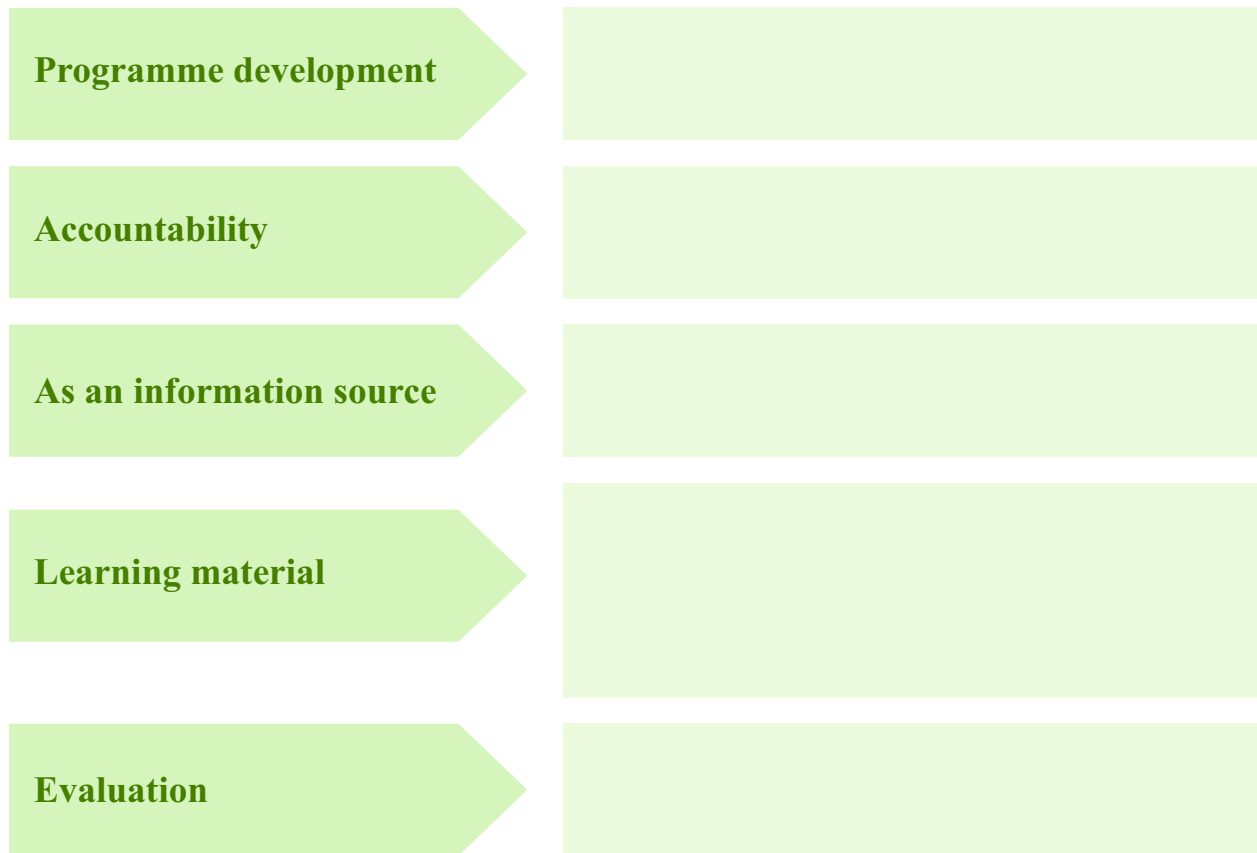 Programme development
Accountability
As an information source
Learning material
Evaluation